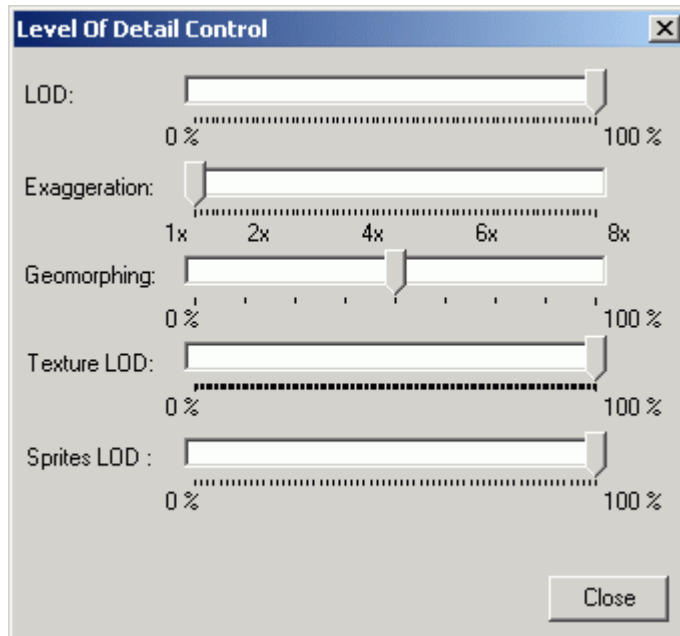 Level Of Detail Control
LOD:
0 % 100 %
Exaggeration:
1x 2x 4x 6x 8x
Geomorphing:
0 % 100 %
Texture LOD:
0 % 100 %
Sprites LOD :
0 % 100 %
Close